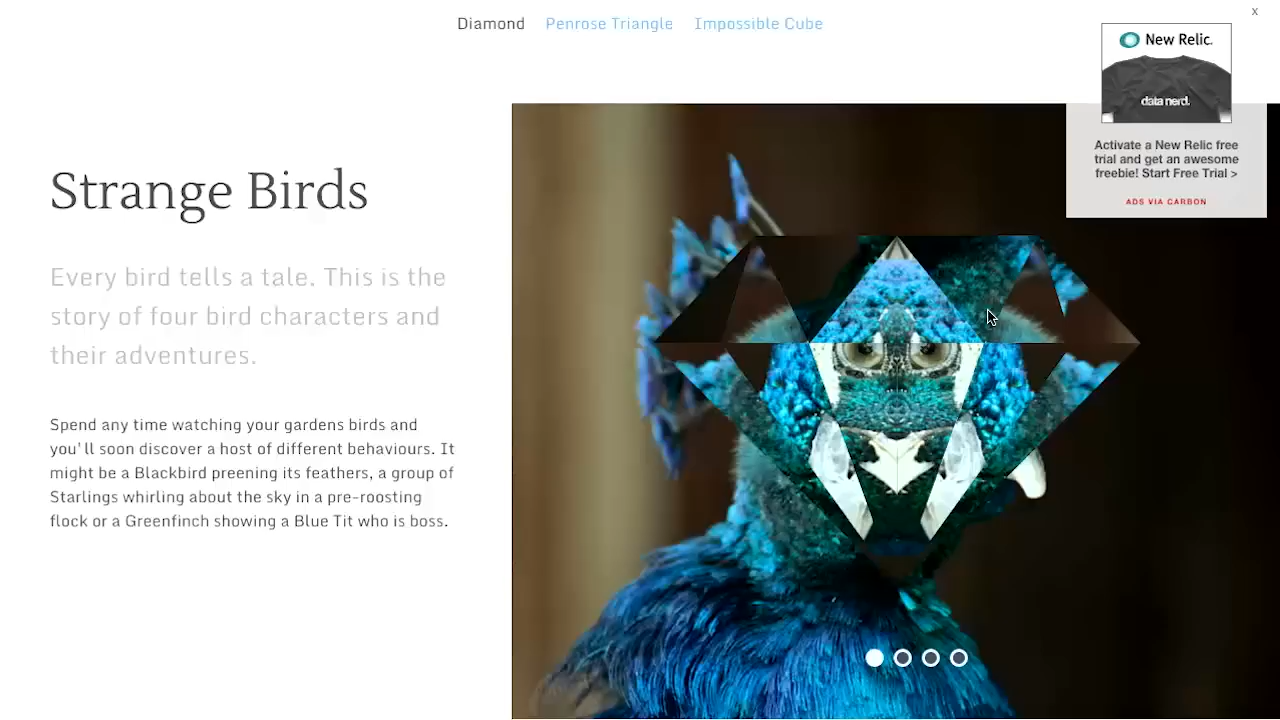 Diamond Penrose Triangle Impossible Cube
x
New Relic.
data nerd.
Activate a New Relic free
trial and get an awesome
freebie! Start Free Trial >
ADS VIA CARBON
Strange Birds
Every bird tells a tale. This is the
story of four bird characters and
their adventures.
Spend any time watching your gardens birds and
you'll soon discover a host of different behaviours. It
might be a Blackbird preening its feathers, a group of
Starlings whirling about the sky in a pre-roosting
flock or a Greenfinch showing a Blue Tit who is boss.